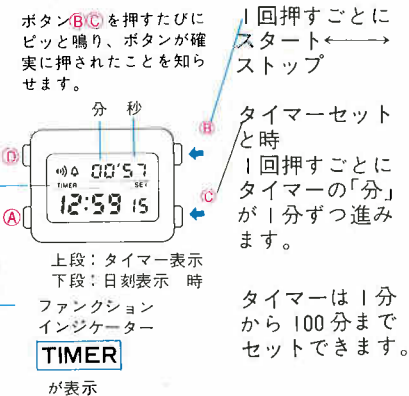 ボタンⒷⒸを押すたびに
ピッと鳴り、ボタンが確
実に押されたことを知ら
せます。
分 秒
Ⓓ
Ⓐ
00'57
TIMER SET
12:59 15
Ⓑ
Ⓒ
上段：タイマー表示
下段：日刻表示 時
ファンクション
インジケーター
TIMER
が表示
1回押すごとに
スタート←→
ストップ
タイマーセット
と時
1回押すごとに
タイマーの「分」
が1分ずつ進み
ます。
タイマーは1分
から100分まで
セットできます。